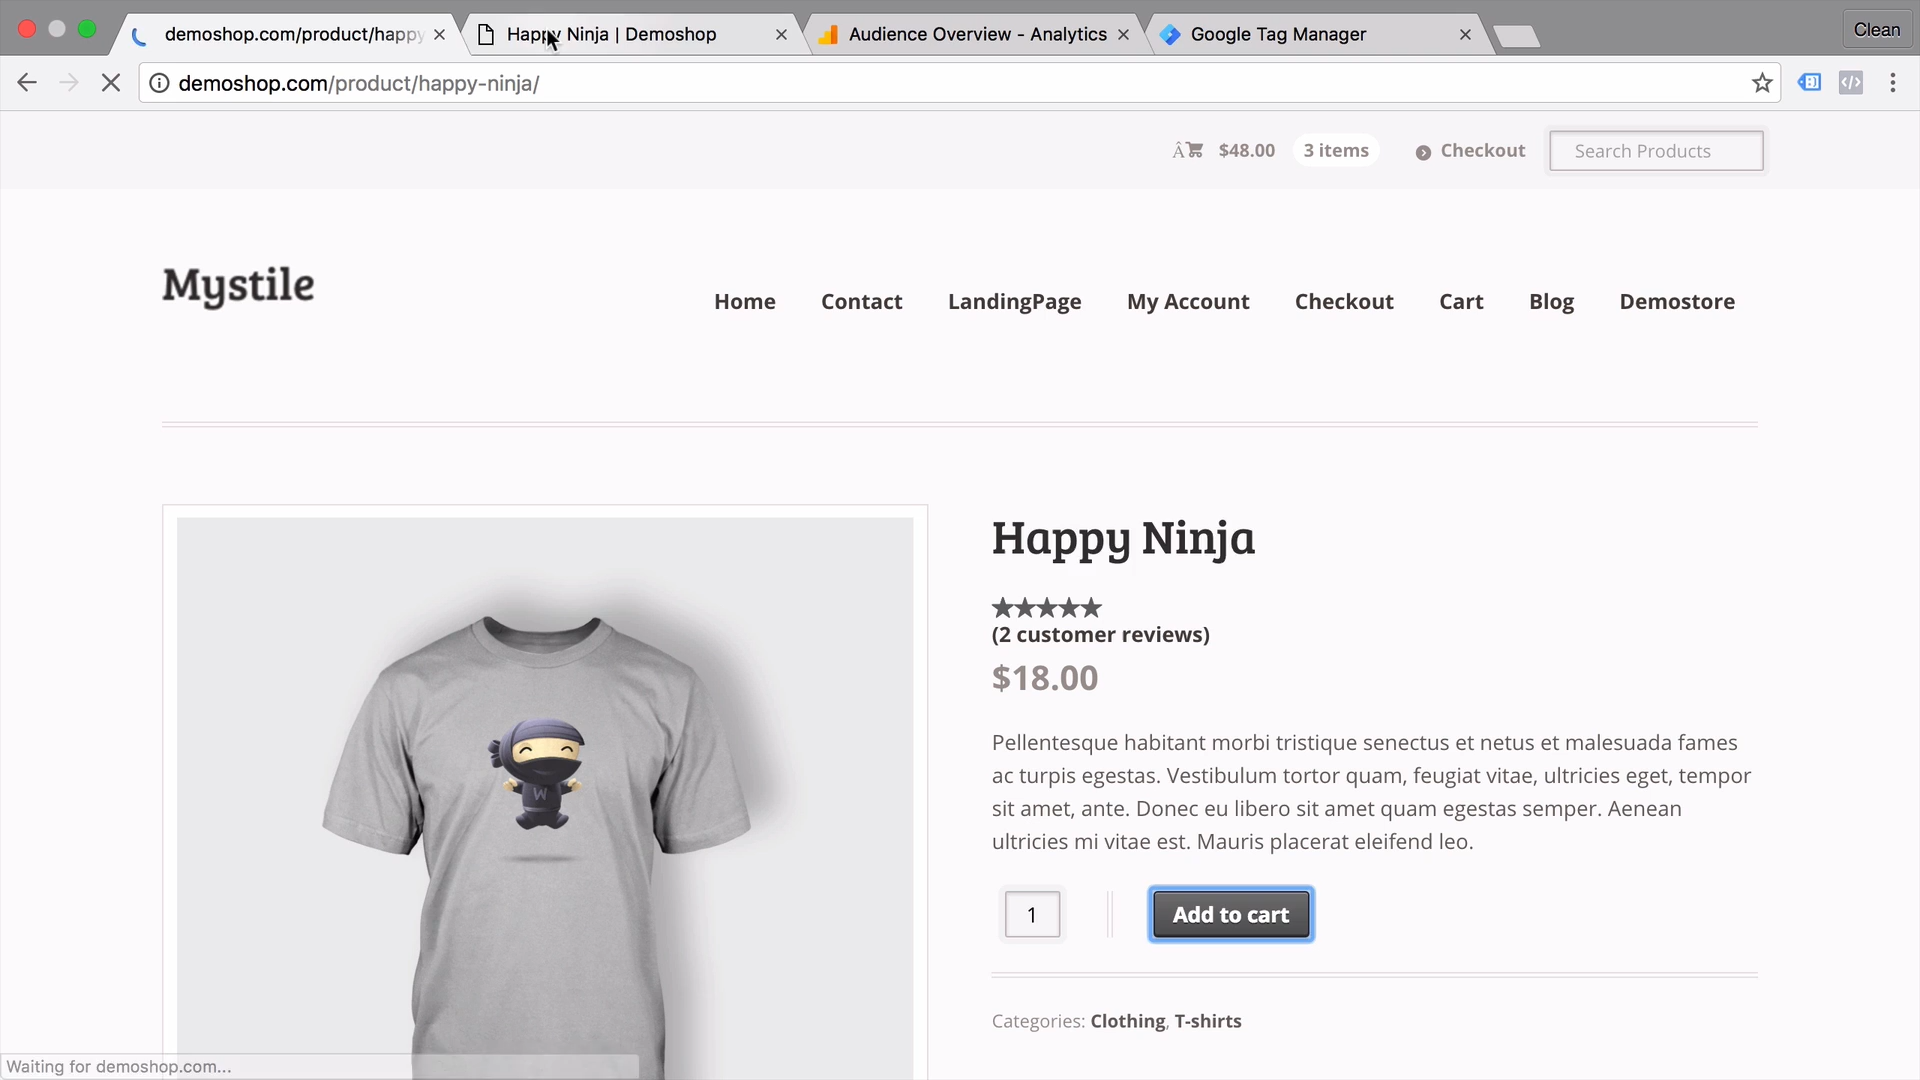 demoshop.com/product/happy
Happy Ninja | Demoshop
Audience Overview - Analytics
Google Tag Manager
Clean
demoshop.com/product/happy-ninja/
Â $48.00 3 items Checkout Search Products
Mystile
Home Contact LandingPage My Account Checkout Cart Blog Demostore
Happy Ninja
(2 customer reviews)
$18.00
Pellentesque habitant morbi tristique senectus et netus et malesuada fames
ac turpis egestas. Vestibulum tortor quam, feugiat vitae, ultricies eget, tempor
sit amet, ante. Donec eu libero sit amet quam egestas semper. Aenean
ultricies mi vitae est. Mauris placerat eleifend leo.
W
1 Add to cart
Categories: Clothing, T-shirts
Waiting for demoshop.com...